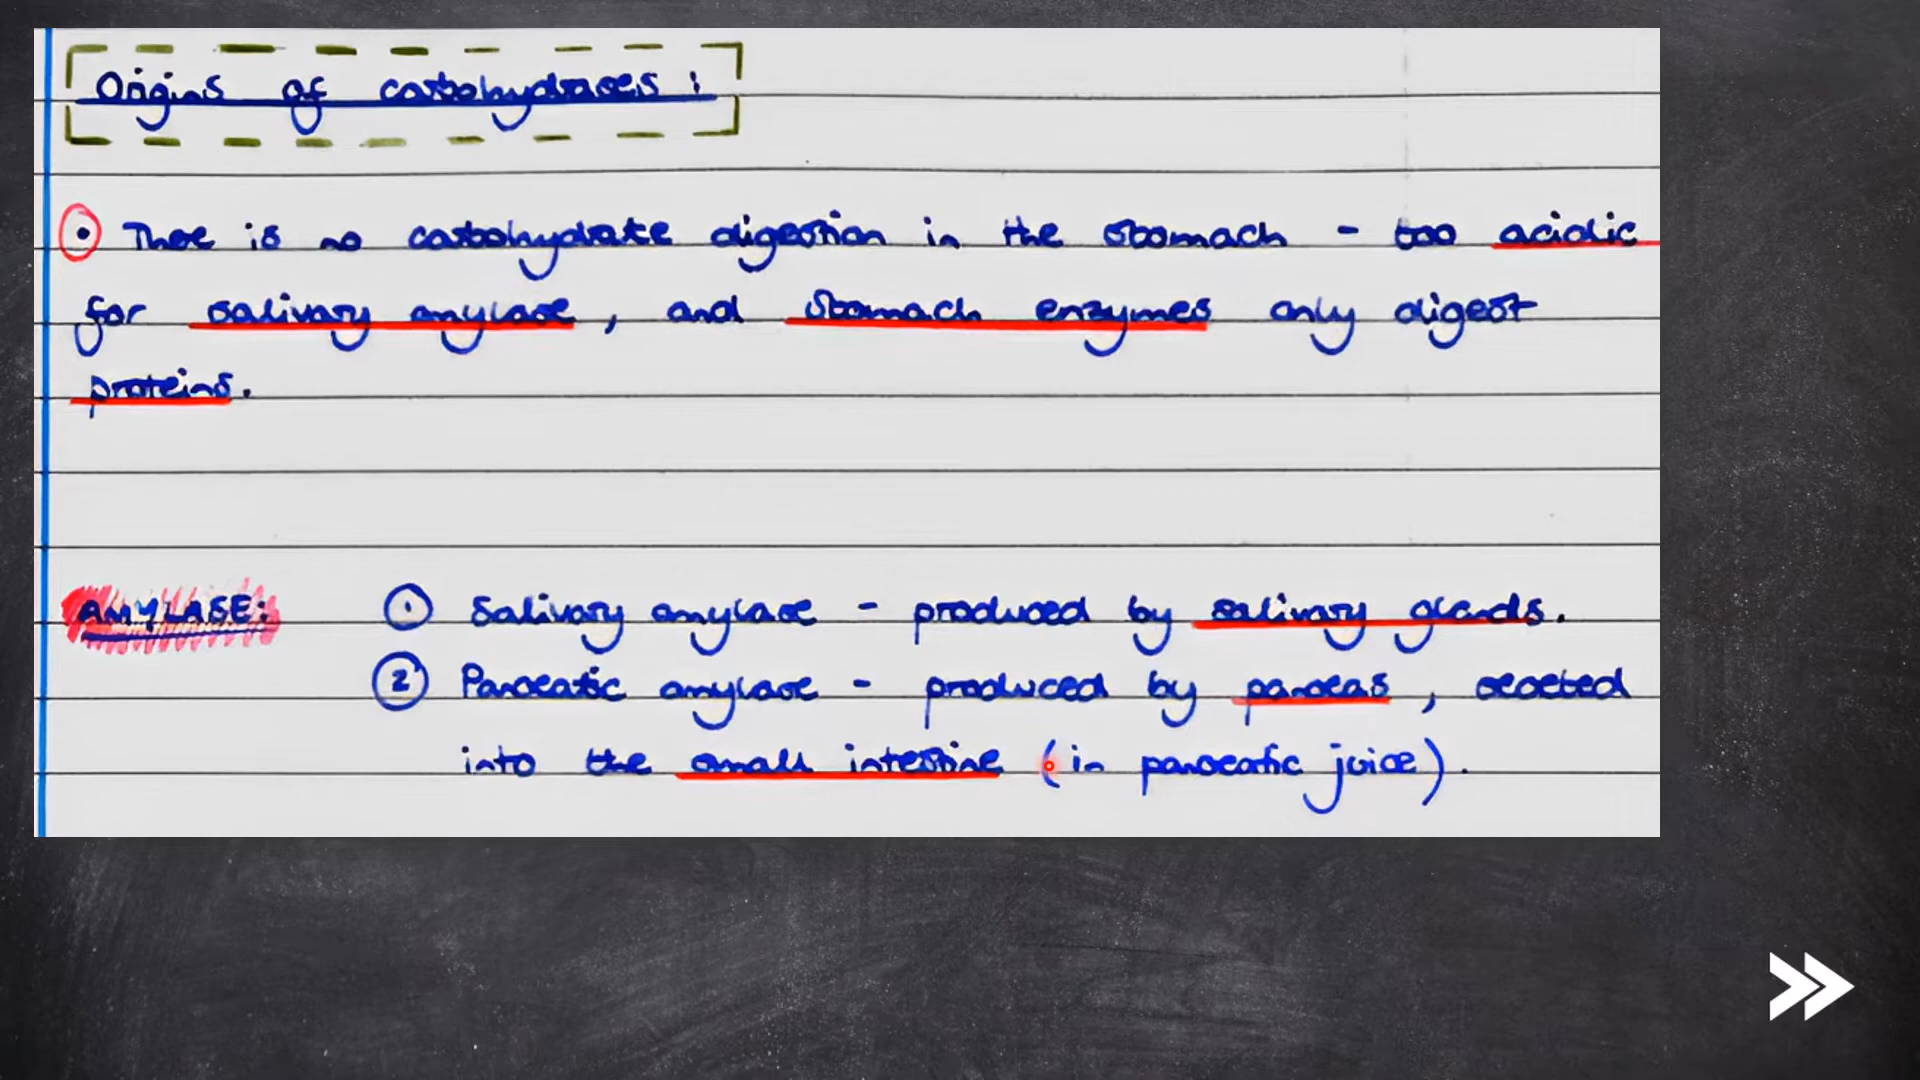 Origins of carbohydrases :
• There is no carbohydrate digestion in the stomach - too acidic
for salivary amylase, and stomach enzymes only digest
proteins.
AMYLASE: ① Salivary amylase - produced by salivary glands.
② Pancreatic amylase - produced by pancreas, secreted
into the small intestine (in pancreatic juice).